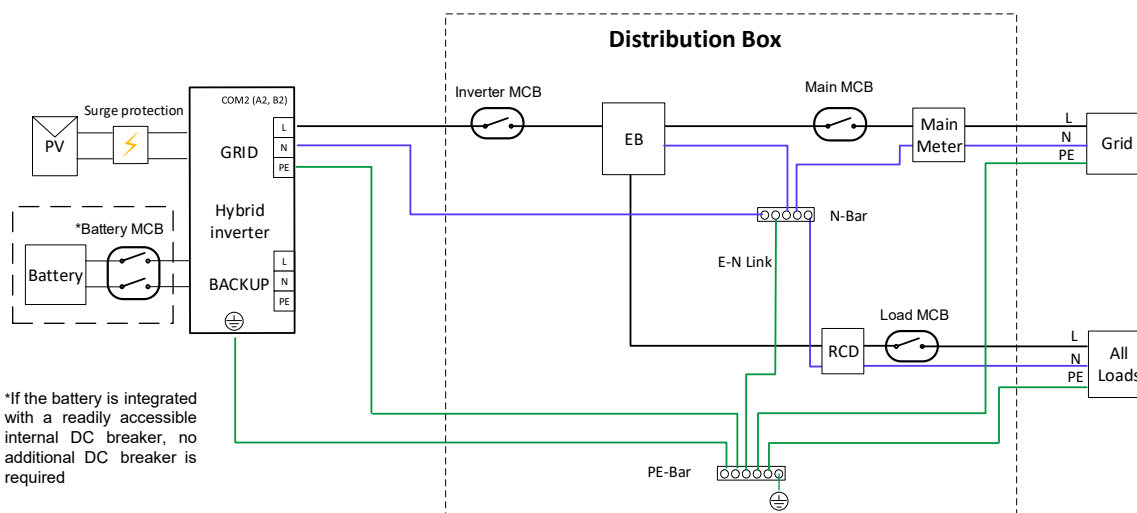 Distribution Box
Surge protection
PV
COM2 (A2, B2)
GRID
L
N
PE
Hybrid
inverter
BACKUP
L
N
PE
*Battery MCB
Battery
Inverter MCB
EB
Main MCB
Main
Meter
L
N
PE
Grid
N-Bar
E-N Link
RCD
Load MCB
L
N
PE
All
Loads
PE-Bar
*If the battery is integrated
with a readily accessible
internal DC breaker, no
additional DC breaker is
required